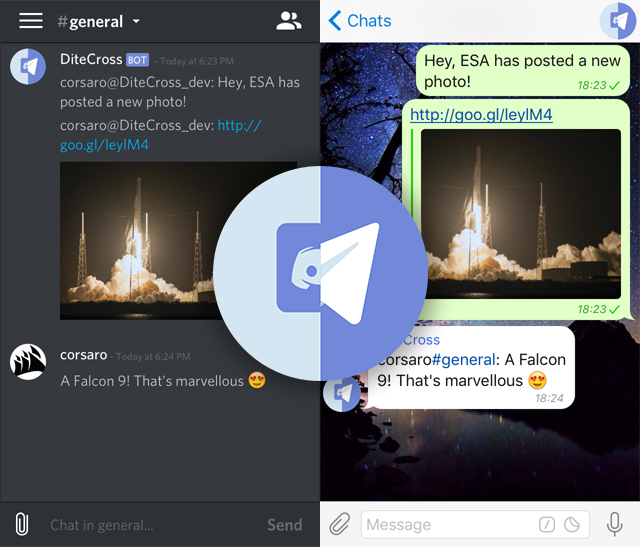 #general
DiteCross BOT - Today at 6:23 PM
corsaro@DiteCross_dev: Hey, ESA has
posted a new photo!
corsaro@DiteCross_dev: http://
goo.gl/leylM4
corsaro - Today at 6:24 PM
A Falcon 9! That's marvellous 😍
Chat in general...
Send
Chats
Hey, ESA has posted a new
photo!
18:23
http://goo.gl/leylM4
18:23
Cross
corsaro#general: A Falcon
9! That's marvellous 😍
18:24
Message